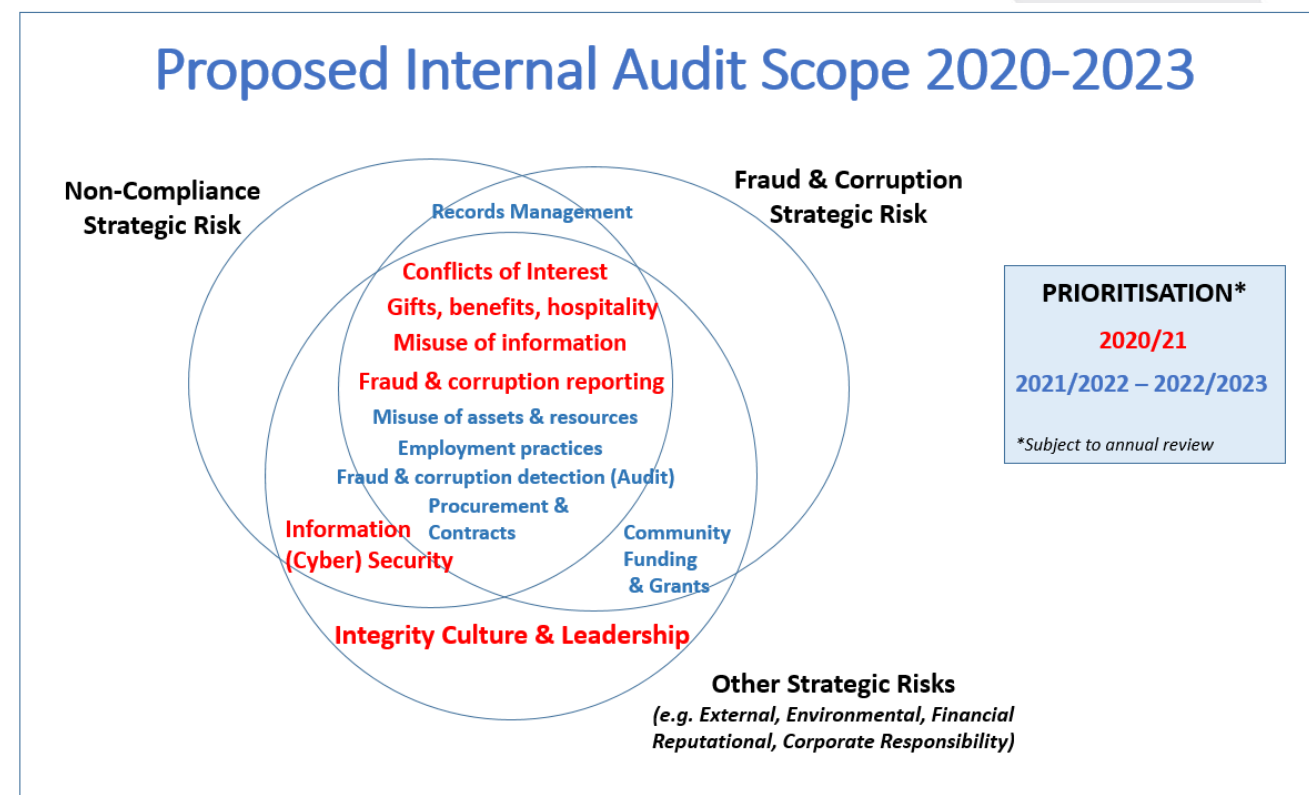 Proposed Internal Audit Scope 2020-2023
Non-Compliance
Strategic Risk
Fraud & Corruption
Strategic Risk
Records Management
Conflicts of Interest
Gifts, benefits, hospitality
Misuse of information
Fraud & corruption reporting
Misuse of assets & resources
Employment practices
Fraud & corruption detection (Audit)
Procurement &
Contracts
Information
(Cyber) Security
Community
Funding
& Grants
Integrity Culture & Leadership
Other Strategic Risks
(e.g. External, Environmental, Financial
Reputational, Corporate Responsibility)
PRIORITISATION*
2020/21
2021/2022 – 2022/2023
*Subject to annual review